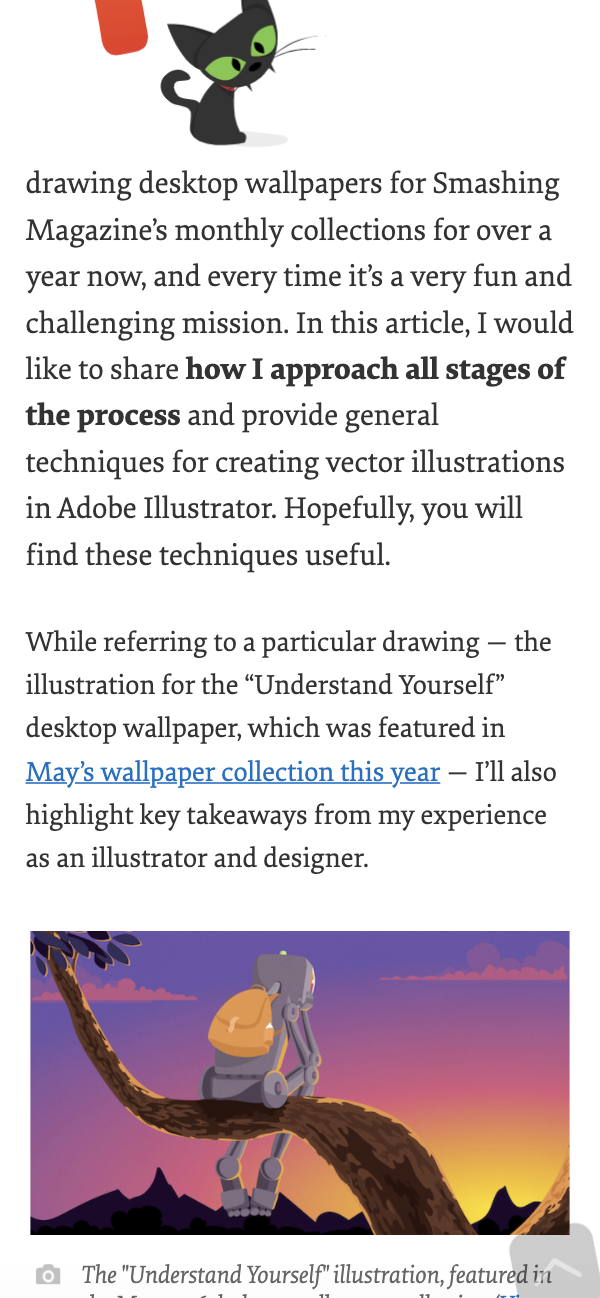 drawing desktop wallpapers for Smashing
Magazine’s monthly collections for over a
year now, and every time it’s a very fun and
challenging mission. In this article, I would
like to share how I approach all stages of
the process and provide general
techniques for creating vector illustrations
in Adobe Illustrator. Hopefully, you will
find these techniques useful.
While referring to a particular drawing — the
illustration for the “Understand Yourself”
desktop wallpaper, which was featured in
May’s wallpaper collection this year — I’ll also
highlight key takeaways from my experience
as an illustrator and designer.
The "Understand Yourself" illustration, featured in